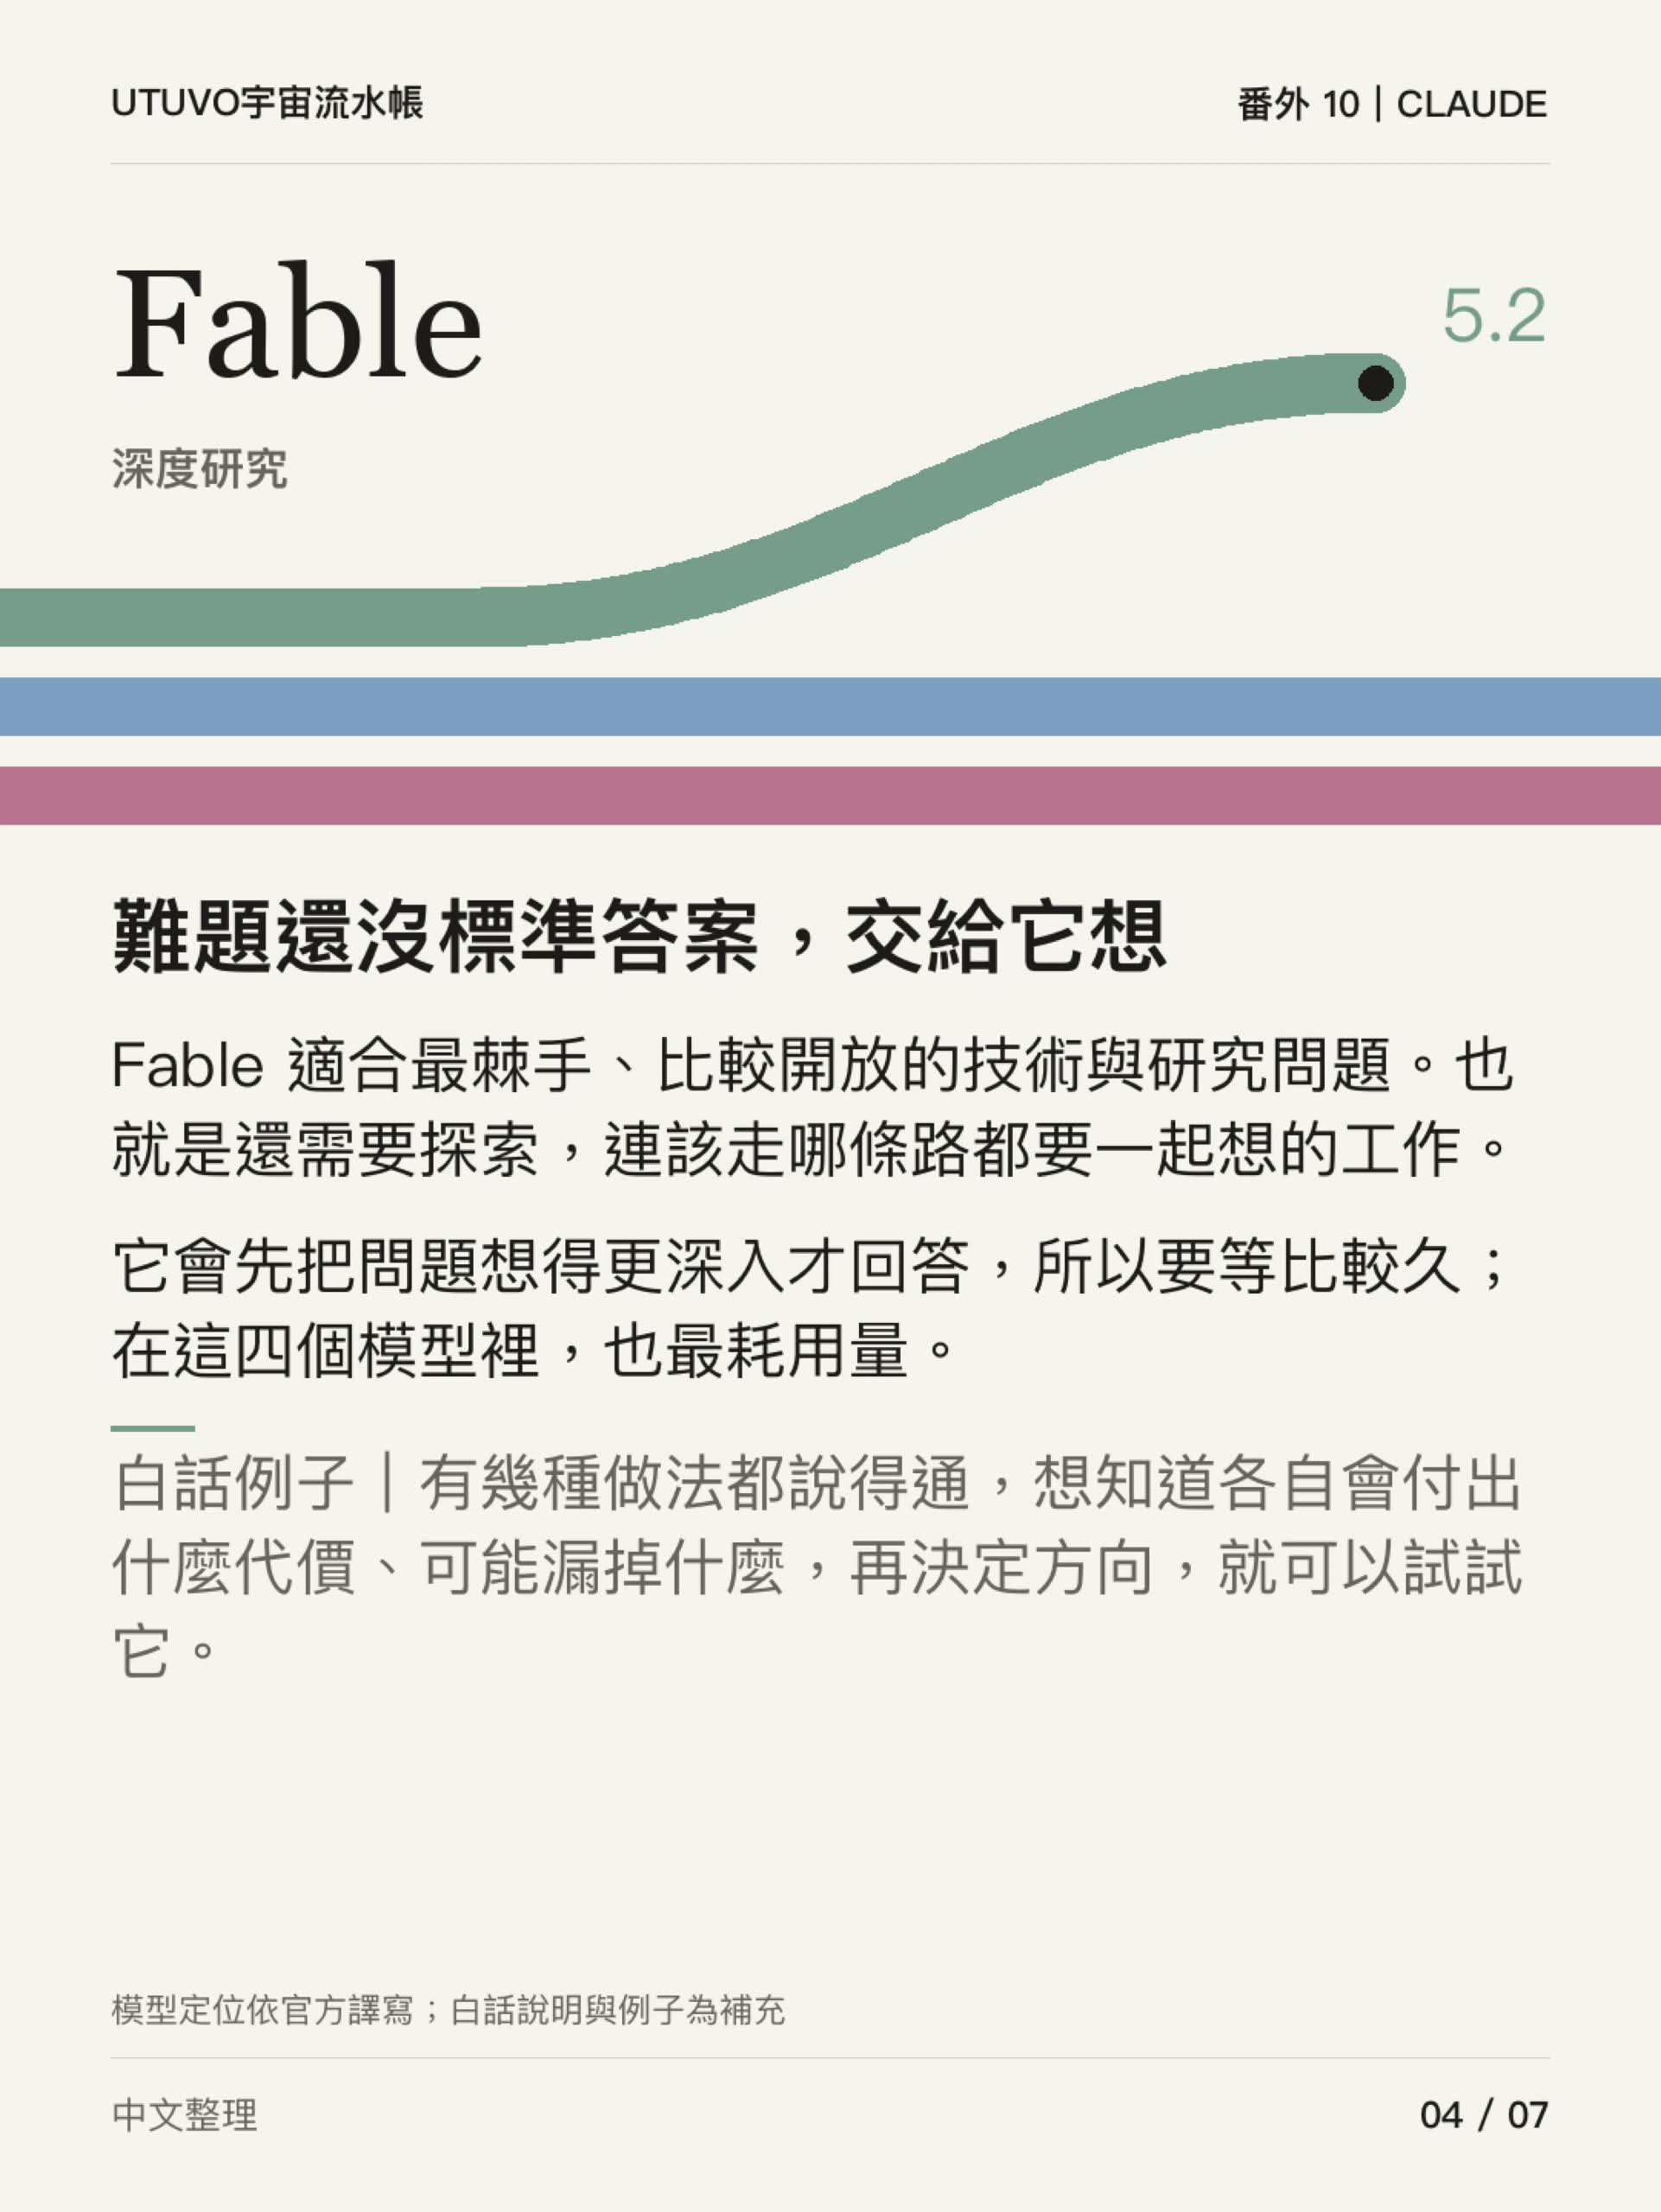 UTUVO宇宙流水帳
番外 10｜CLAUDE
Fable
5.2
深度研究
難題還沒標準答案，交給它想
Fable 適合最棘手、比較開放的技術與研究問題。也
就是還需要探索，連該走哪條路都要一起想的工作。
它會先把問題想得更深入才回答，所以要等比較久；
在這四個模型裡，也最耗用量。
白話例子｜有幾種做法都說得通，想知道各自會付出
什麼代價、可能漏掉什麼，再決定方向，就可以試試
它。
模型定位依官方譯寫；白話說明與例子為補充
中文整理
04 / 07